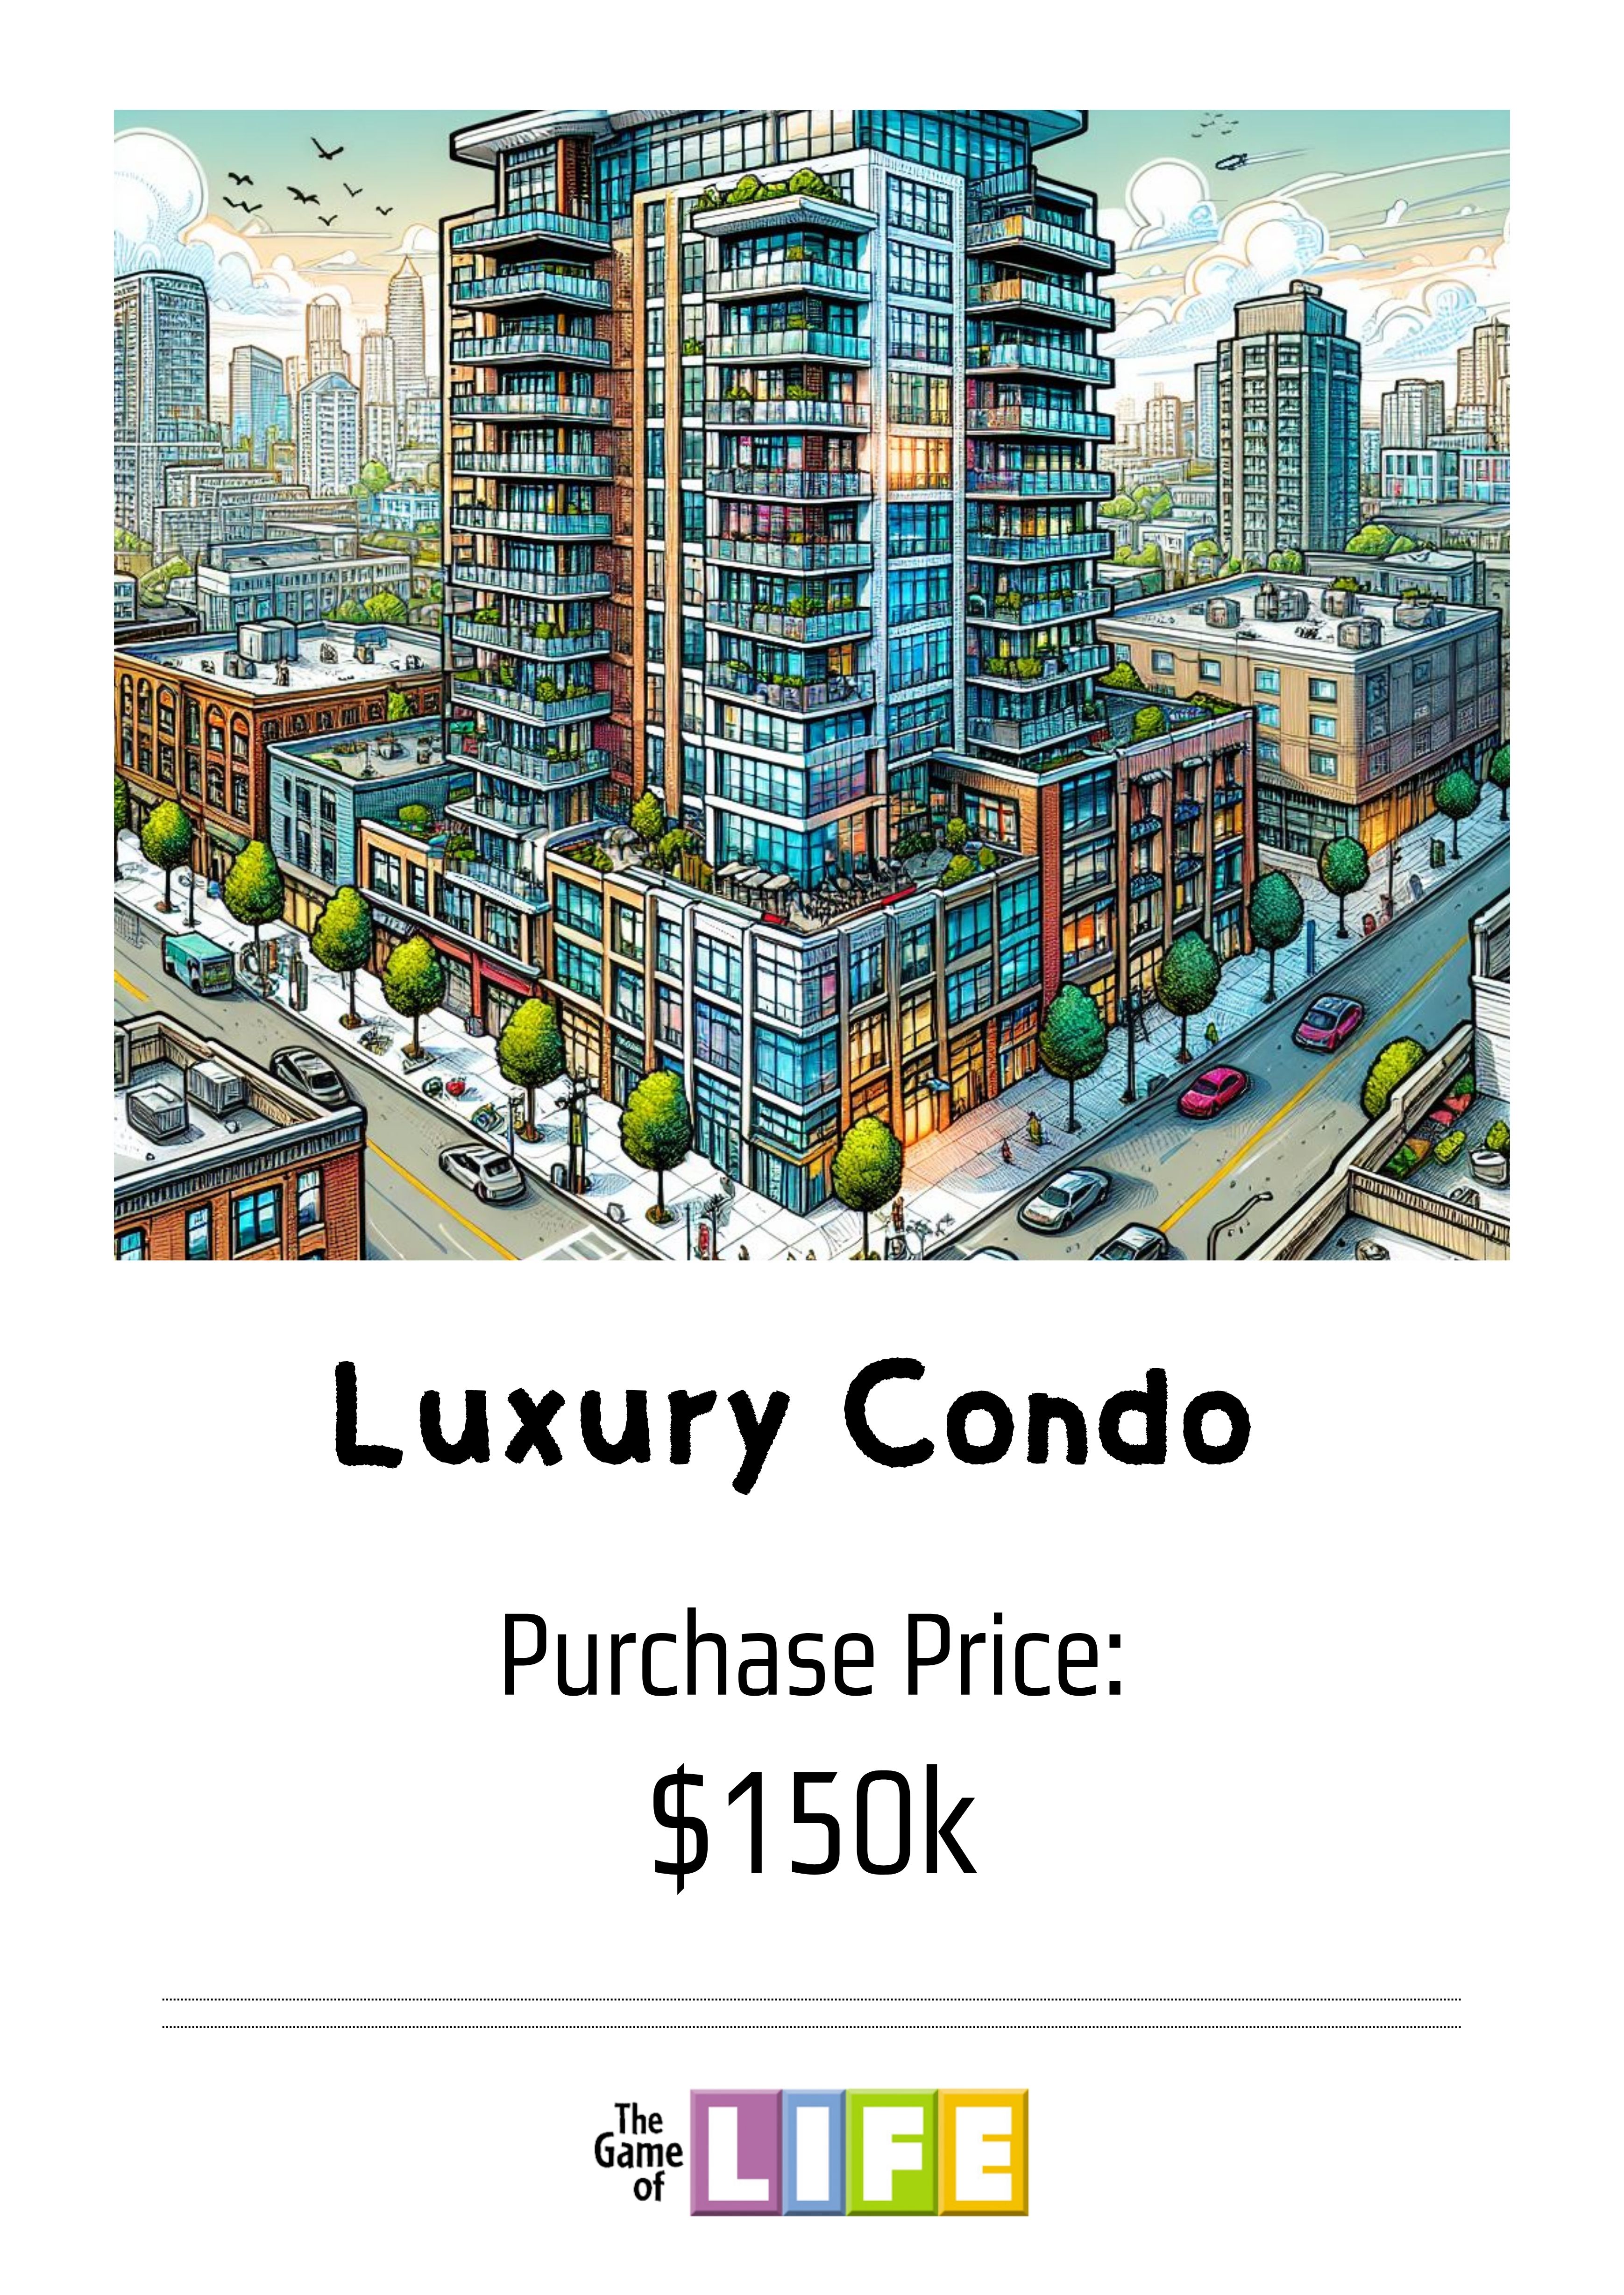 Luxury Condo
Purchase Price:
$150k
The
Game
of
LIFE